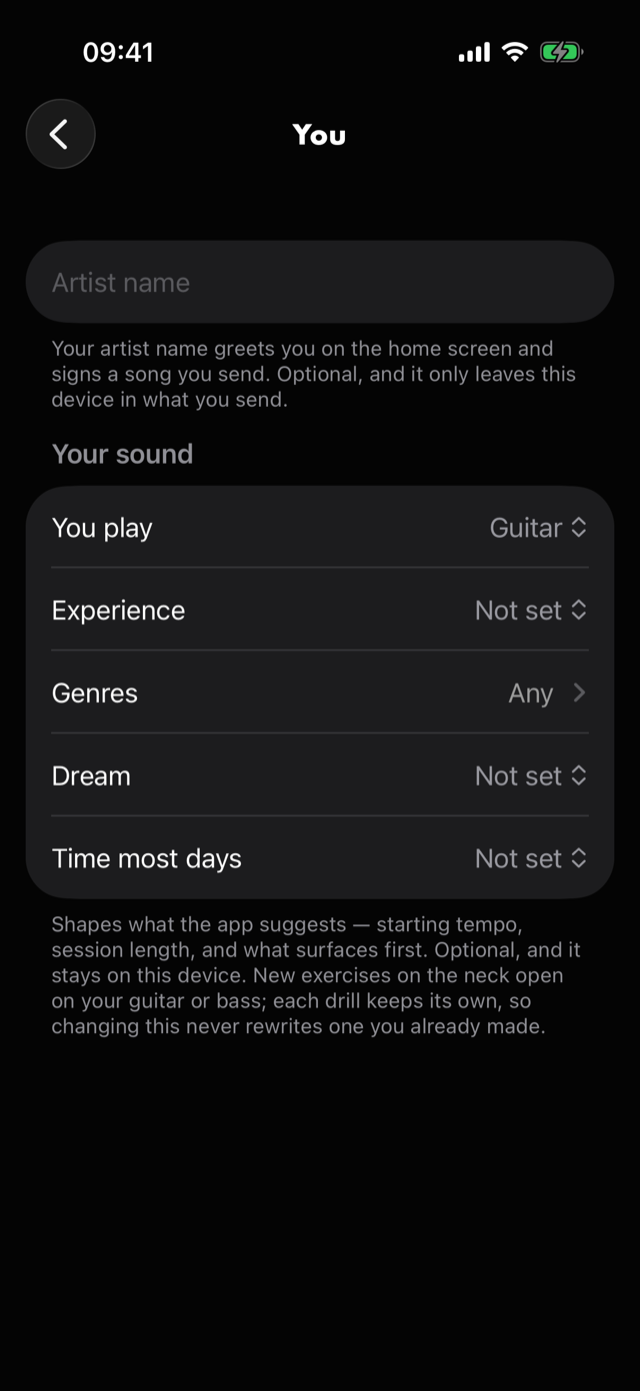 09:41
You
Artist name
Your artist name greets you on the home screen and
signs a song you send. Optional, and it only leaves this
device in what you send.
Your sound
You play Guitar
Experience Not set
Genres Any
Dream Not set
Time most days Not set
Shapes what the app suggests — starting tempo,
session length, and what surfaces first. Optional, and it
stays on this device. New exercises on the neck open
on your guitar or bass; each drill keeps its own, so
changing this never rewrites one you already made.